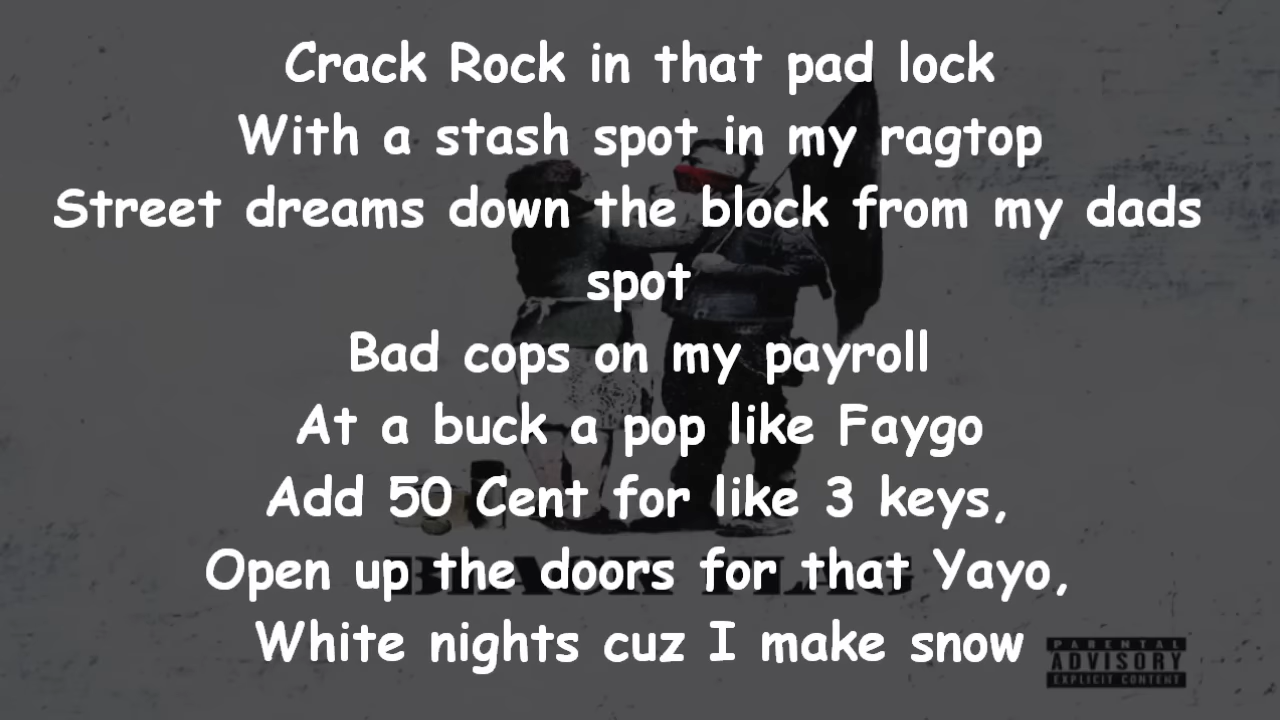 Crack Rock in that pad lock
With a stash spot in my ragtop
Street dreams down the block from my dads
spot
Bad cops on my payroll
At a buck a pop like Faygo
Add 50 Cent for like 3 keys,
Open up the doors for that Yayo,
BLACK FLAG
White nights cuz I make snow
PARENTAL
ADVISORY
EXPLICIT CONTENT